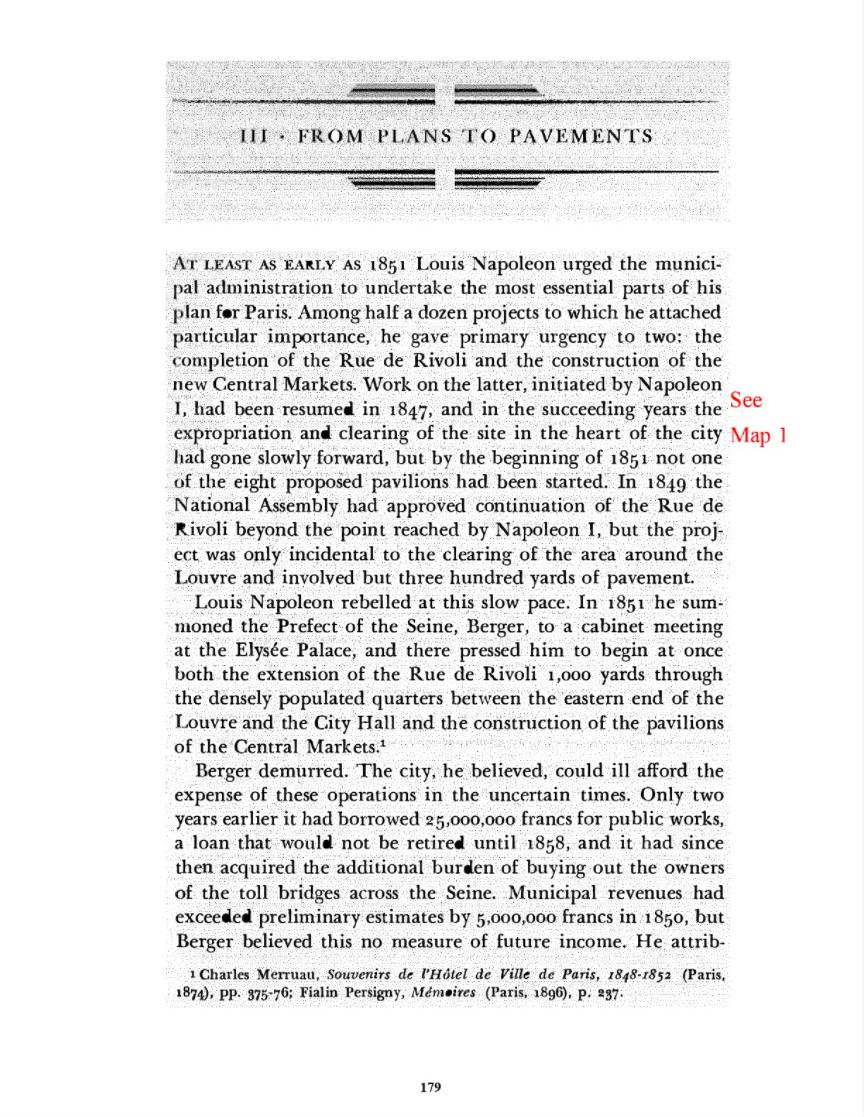 III · FROM PLANS TO PAVEMENTS
AT LEAST AS EARLY AS 1851 Louis Napoleon urged the munici-
pal administration to undertake the most essential parts of his
plan for Paris. Among half a dozen projects to which he attached
particular importance, he gave primary urgency to two: the
completion of the Rue de Rivoli and the construction of the
new Central Markets. Work on the latter, initiated by Napoleon
I, had been resumed in 1847, and in the succeeding years the
expropriation and clearing of the site in the heart of the city
had gone slowly forward, but by the beginning of 1851 not one
of the eight proposed pavilions had been started. In 1849 the
National Assembly had approved continuation of the Rue de
Rivoli beyond the point reached by Napoleon I, but the proj-
ect was only incidental to the clearing of the area around the
Louvre and involved but three hundred yards of pavement.
See
Map 1
Louis Napoleon rebelled at this slow pace. In 1851 he sum-
moned the Prefect of the Seine, Berger, to a cabinet meeting
at the Elysée Palace, and there pressed him to begin at once
both the extension of the Rue de Rivoli 1,000 yards through
the densely populated quarters between the eastern end of the
Louvre and the City Hall and the construction of the pavilions
of the Central Markets.¹
Berger demurred. The city, he believed, could ill afford the
expense of these operations in the uncertain times. Only two
years earlier it had borrowed 25,000,000 francs for public works,
a loan that would not be retired until 1858, and it had since
then acquired the additional burden of buying out the owners
of the toll bridges across the Seine. Municipal revenues had
exceeded preliminary estimates by 5,000,000 francs in 1850, but
Berger believed this no measure of future income. He attrib-
¹ Charles Merruau, Souvenirs de l'Hôtel de Ville de Paris, 1848-1852 (Paris,
1874), pp. 375-76; Fialin Persigny, Mémoires (Paris, 1896), p. 237.
179